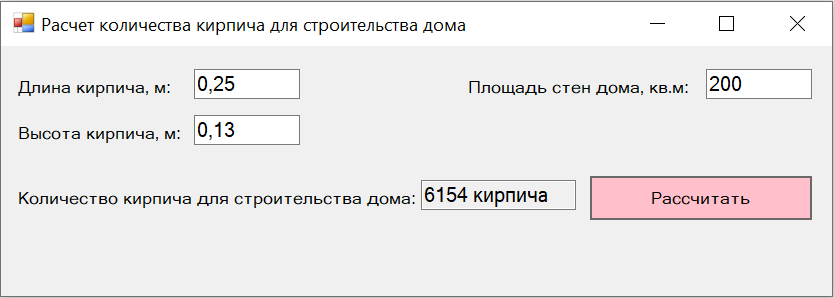 Расчет количества кирпича для строительства дома
Длина кирпича, м: 0,25 Площадь стен дома, кв.м: 200
Высота кирпича, м: 0,13
Количество кирпича для строительства дома: 6154 кирпича Рассчитать